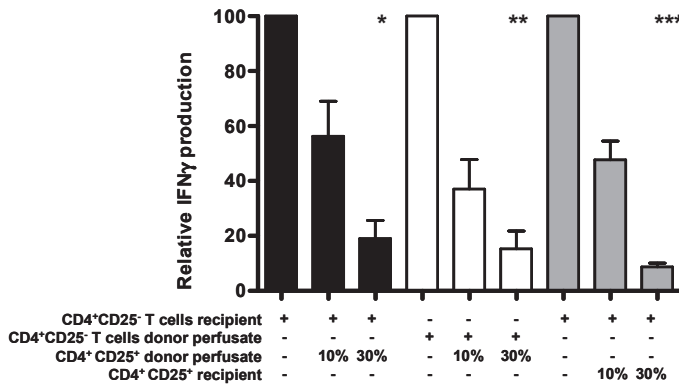 100
80
60
40
20
0
Relative IFNγ production
* ** ***
CD4⁺CD25⁻ T cells recipient + + + - - - + + +
CD4⁺CD25⁻ T cells donor perfusate - - - + + + - - -
CD4⁺ CD25⁺ donor perfusate - 10% 30% - 10% 30% - - -
CD4⁺ CD25⁺ recipient - - - - - - - 10% 30%